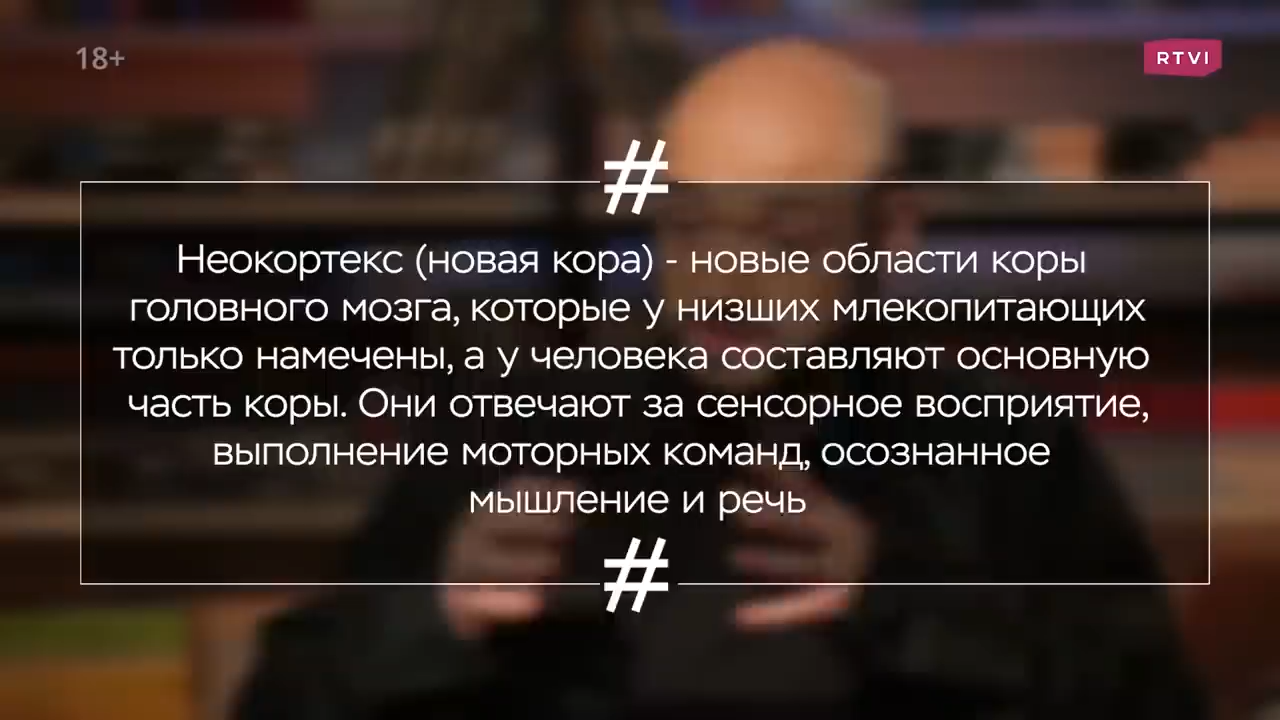 18+
RTVI
#
Неокортекс (новая кора) - новые области коры
головного мозга, которые у низших млекопитающих
только намечены, а у человека составляют основную
часть коры. Они отвечают за сенсорное восприятие,
выполнение моторных команд, осознанное
мышление и речь
#